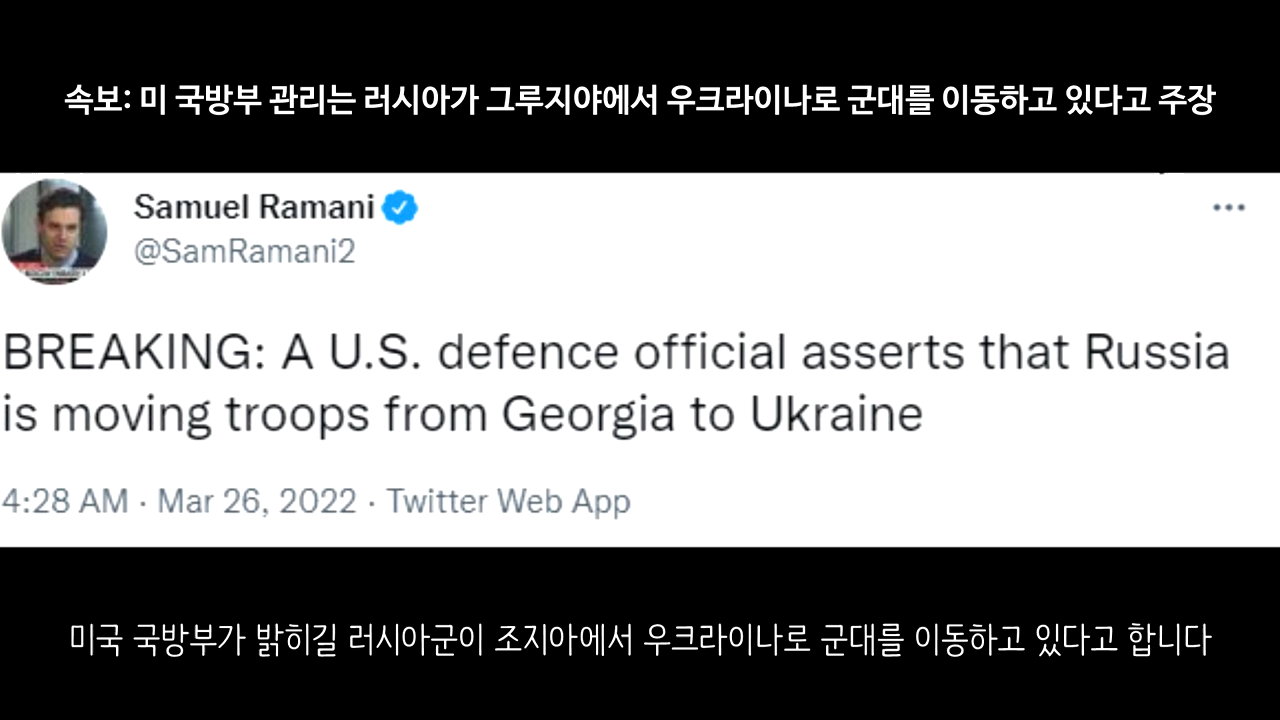 속보: 미 국방부 관리는 러시아가 그루지야에서 우크라이나로 군대를 이동하고 있다고 주장
Samuel Ramani
@SamRamani2
BREAKING: A U.S. defence official asserts that Russia
is moving troops from Georgia to Ukraine
4:28 AM · Mar 26, 2022 · Twitter Web App
미국 국방부가 밝히길 러시아군이 조지아에서 우크라이나로 군대를 이동하고 있다고 합니다